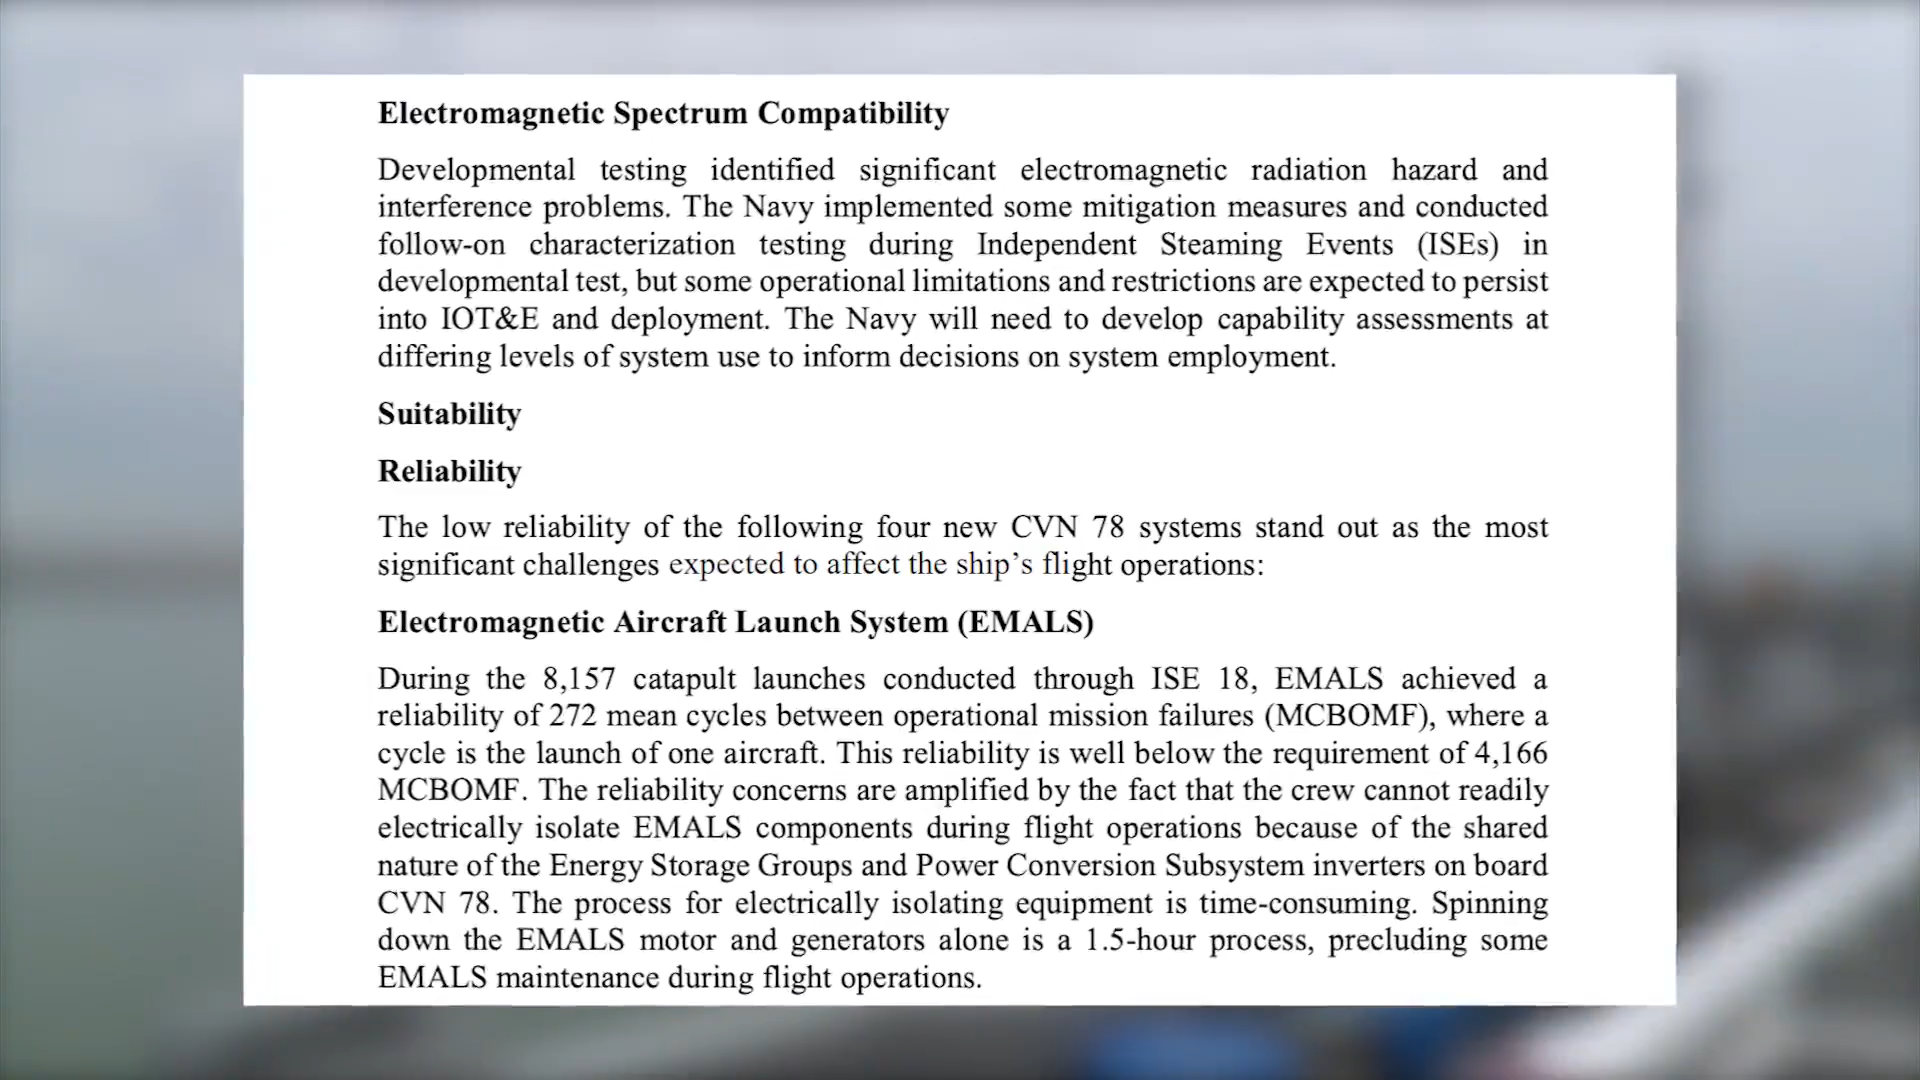 Electromagnetic Spectrum Compatibility
Developmental testing identified significant electromagnetic radiation hazard and
interference problems. The Navy implemented some mitigation measures and conducted
follow-on characterization testing during Independent Steaming Events (ISEs) in
developmental test, but some operational limitations and restrictions are expected to persist
into IOT&E and deployment. The Navy will need to develop capability assessments at
differing levels of system use to inform decisions on system employment.
Suitability
Reliability
The low reliability of the following four new CVN 78 systems stand out as the most
significant challenges expected to affect the ship’s flight operations:
Electromagnetic Aircraft Launch System (EMALS)
During the 8,157 catapult launches conducted through ISE 18, EMALS achieved a
reliability of 272 mean cycles between operational mission failures (MCBOMF), where a
cycle is the launch of one aircraft. This reliability is well below the requirement of 4,166
MCBOMF. The reliability concerns are amplified by the fact that the crew cannot readily
electrically isolate EMALS components during flight operations because of the shared
nature of the Energy Storage Groups and Power Conversion Subsystem inverters on board
CVN 78. The process for electrically isolating equipment is time-consuming. Spinning
down the EMALS motor and generators alone is a 1.5-hour process, precluding some
EMALS maintenance during flight operations.